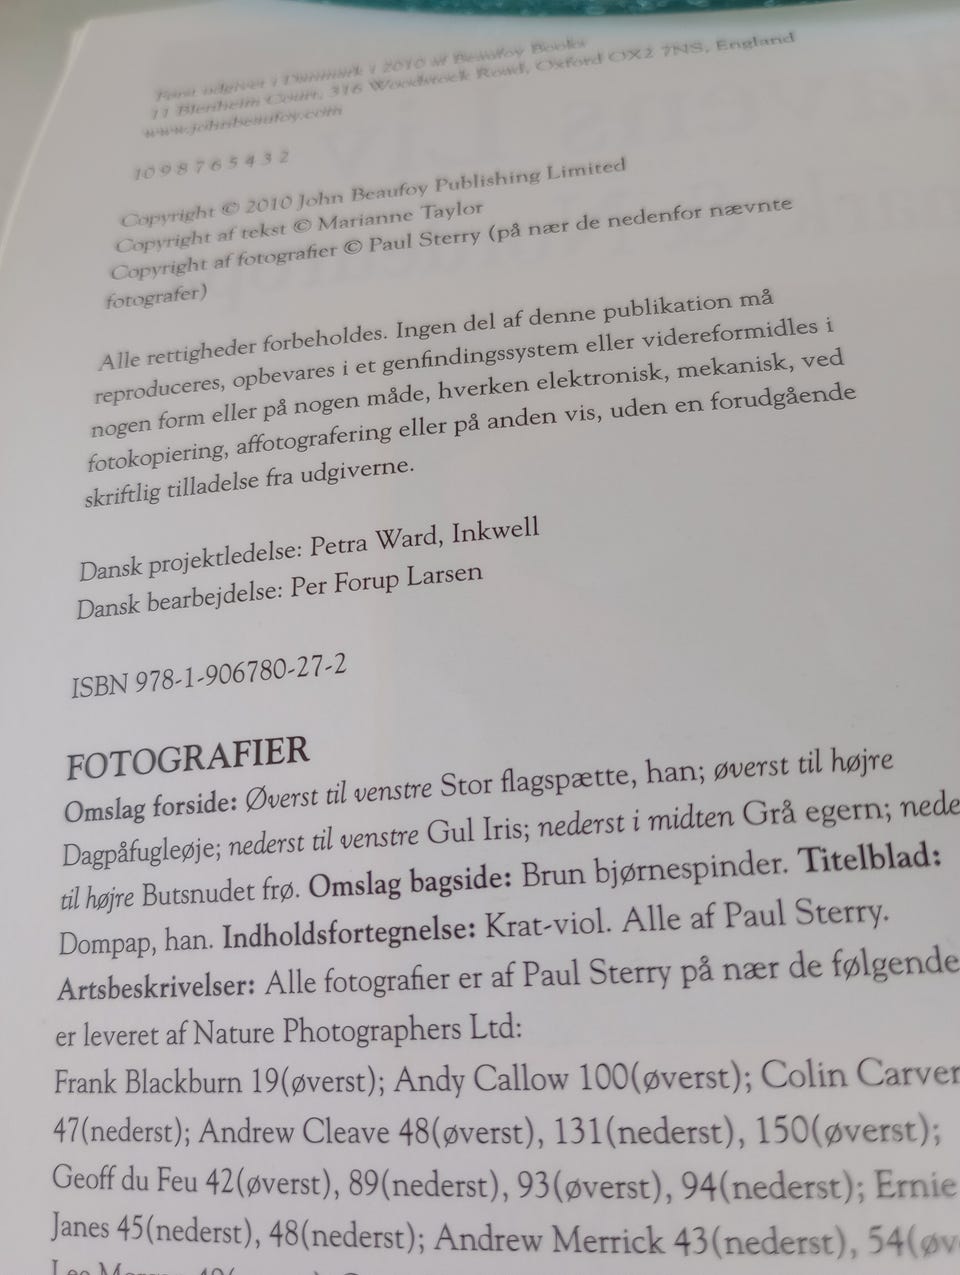 Først udgivet i Danmark i 2010 af Beaufoy Books
11 Blenheim Court, 316 Woodstock Road, Oxford OX2 7NS, England
www.johnbeaufoy.com
10 9 8 7 6 5 4 3 2
Copyright © 2010 John Beaufoy Publishing Limited
Copyright af tekst © Marianne Taylor
Copyright af fotografier © Paul Sterry (på nær de nedenfor nævnte
fotografer)
Alle rettigheder forbeholdes. Ingen del af denne publikation må
reproduceres, opbevares i et genfindingssystem eller videreformidles i
nogen form eller på nogen måde, hverken elektronisk, mekanisk, ved
fotokopiering, affotografering eller på anden vis, uden en forudgående
skriftlig tilladelse fra udgiverne.
Dansk projektledelse: Petra Ward, Inkwell
Dansk bearbejdelse: Per Forup Larsen
ISBN 978-1-906780-27-2
FOTOGRAFIER
Omslag forside: Øverst til venstre Stor flagspætte, han; øverst til højre
Dagpåfugleøje; nederst til venstre Gul Iris; nederst i midten Grå egern; nede
til højre Butsnudet frø. Omslag bagside: Brun bjørnespinder. Titelblad:
Dompap, han. Indholdsfortegnelse: Krat-viol. Alle af Paul Sterry.
Artsbeskrivelser: Alle fotografier er af Paul Sterry på nær de følgende
er leveret af Nature Photographers Ltd:
Frank Blackburn 19(øverst); Andy Callow 100(øverst); Colin Carver
47(nederst); Andrew Cleave 48(øverst), 131(nederst), 150(øverst);
Geoff du Feu 42(øverst), 89(nederst), 93(øverst), 94(nederst); Ernie
Janes 45(nederst), 48(nederst); Andrew Merrick 43(nederst), 54(øv